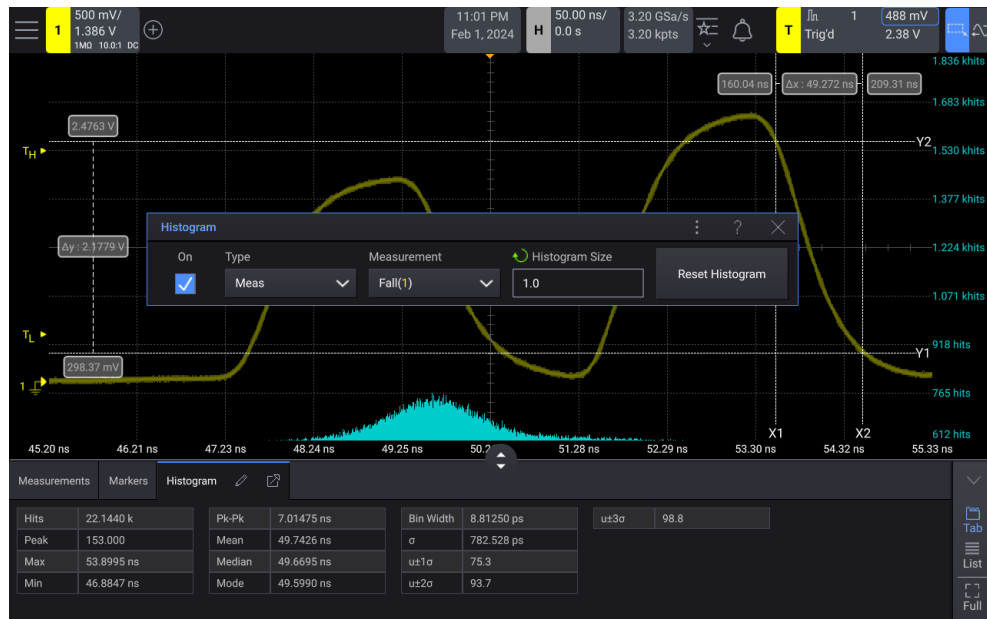 500 mV/
1
1.386 V
1MΩ 10.0:1 DC
11:01 PM
Feb 1, 2024
H
50.00 ns/
0.0 s
3.20 GSa/s
3.20 kpts
T
1
Trig'd
488 mV
2.38 V
1.836 khits
160.04 ns
Δx : 49.272 ns
209.31 ns
1.683 khits
2.4763 V
Y2
TH
1.530 khits
1.377 khits
Histogram
?
Δy : 2.1779 V
1.224 khits
On
Type
Measurement
Histogram Size
Meas
Fall(1)
1.0
Reset Histogram
1.071 khits
TL
918 hits
Y1
298.37 mV
1
765 hits
X1
X2
612 hits
45.20 ns 46.21 ns 47.23 ns 48.24 ns 49.25 ns 50.2 51.28 ns 52.29 ns 53.30 ns 54.32 ns 55.33 ns
Measurements Markers Histogram
Hits 22.1440 k Pk-Pk 7.01475 ns Bin Width 8.81250 ps u±3σ 98.8
Peak 153.000 Mean 49.7426 ns σ 782.528 ps
Max 53.8995 ns Median 49.6695 ns u±1σ 75.3
Min 46.8847 ns Mode 49.5990 ns u±2σ 93.7
Tab
List
Full